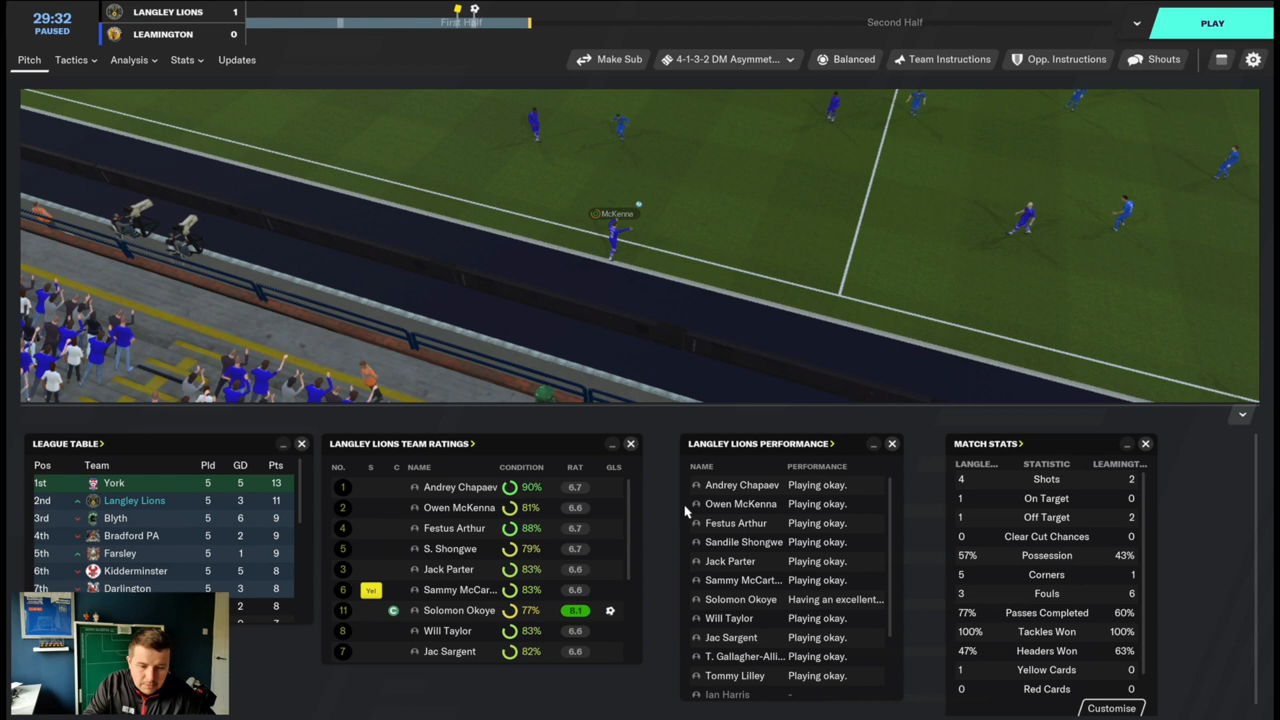 29:32
PAUSED
LANGLEY LIONS 1
LEAMINGTON 0
First Half
Second Half
PLAY
Pitch
Tactics
Analysis
Stats
Updates
Make Sub
4-1-3-2 DM Asymmet...
Balanced
Team Instructions
Opp. Instructions
Shouts
McKenna
LEAGUE TABLE>
Pos Team Pld GD Pts
1st York 5 5 13
2nd Langley Lions 5 3 11
3rd Blyth 5 6 9
4th Bradford PA 5 2 9
5th Farsley 5 1 9
6th Kidderminster 5 5 8
7th Darlington 5 3 8
2 8
LANGLEY LIONS TEAM RATINGS>
NO. S C NAME CONDITION RAT GLS
1 Andrey Chapaev 90% 6.7
2 Owen McKenna 81% 6.6
4 Festus Arthur 88% 6.7
5 S. Shongwe 79% 6.7
3 Jack Parter 83% 6.6
6 Yel Sammy McCar... 83% 6.6
11 C Solomon Okoye 77% 8.1
8 Will Taylor 83% 6.6
7 Jac Sargent 82% 6.6
LANGLEY LIONS PERFORMANCE>
NAME PERFORMANCE
Andrey Chapaev Playing okay.
Owen McKenna Playing okay.
Festus Arthur Playing okay.
Sandile Shongwe Playing okay.
Jack Parter Playing okay.
Sammy McCart... Playing okay.
Solomon Okoye Having an excellent...
Will Taylor Playing okay.
Jac Sargent Playing okay.
T. Gallagher-Alli... Playing okay.
Tommy Lilley Playing okay.
Ian Harris -
MATCH STATS>
LANGLE... STATISTIC LEAMINGT...
4 Shots 2
1 On Target 0
1 Off Target 2
0 Clear Cut Chances 0
57% Possession 43%
5 Corners 1
3 Fouls 6
77% Passes Completed 60%
100% Tackles Won 100%
47% Headers Won 63%
1 Yellow Cards 0
0 Red Cards 0
Customise